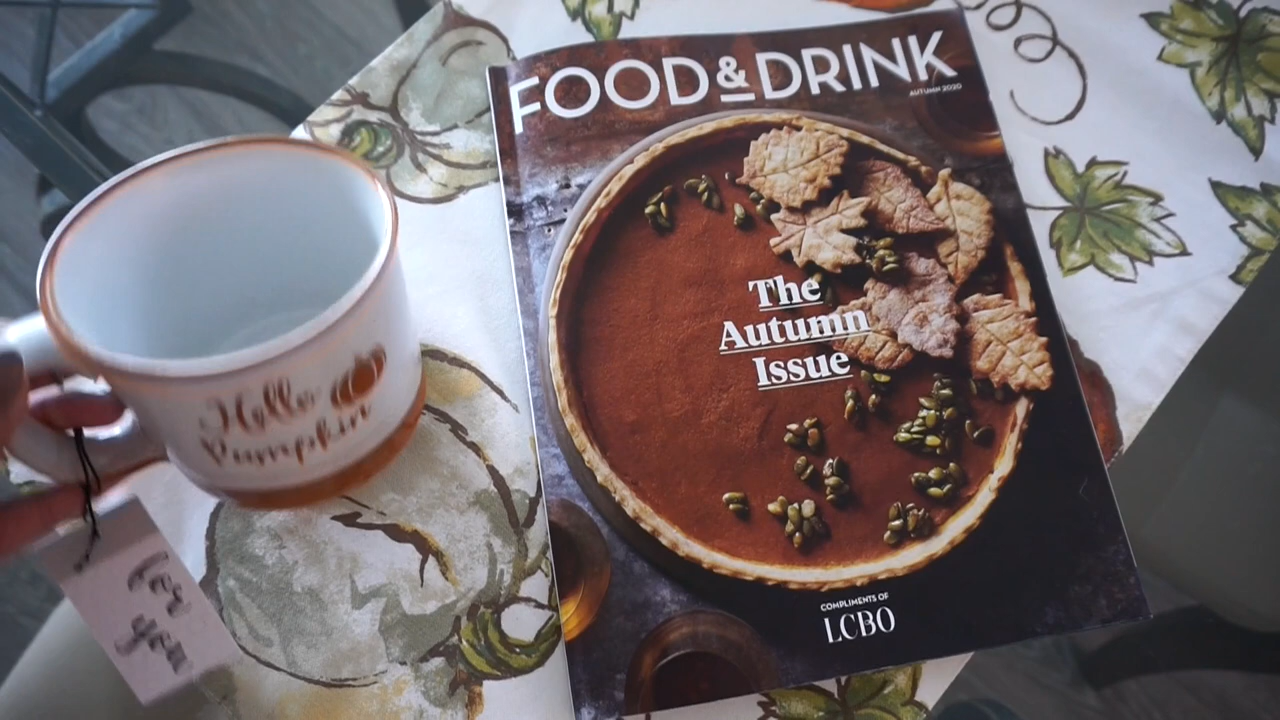 FOOD & DRINK
AUTUMN 2020
The
Autumn
Issue
COMPLIMENTS OF
LCBO
Hello
Pumpkin
for
you